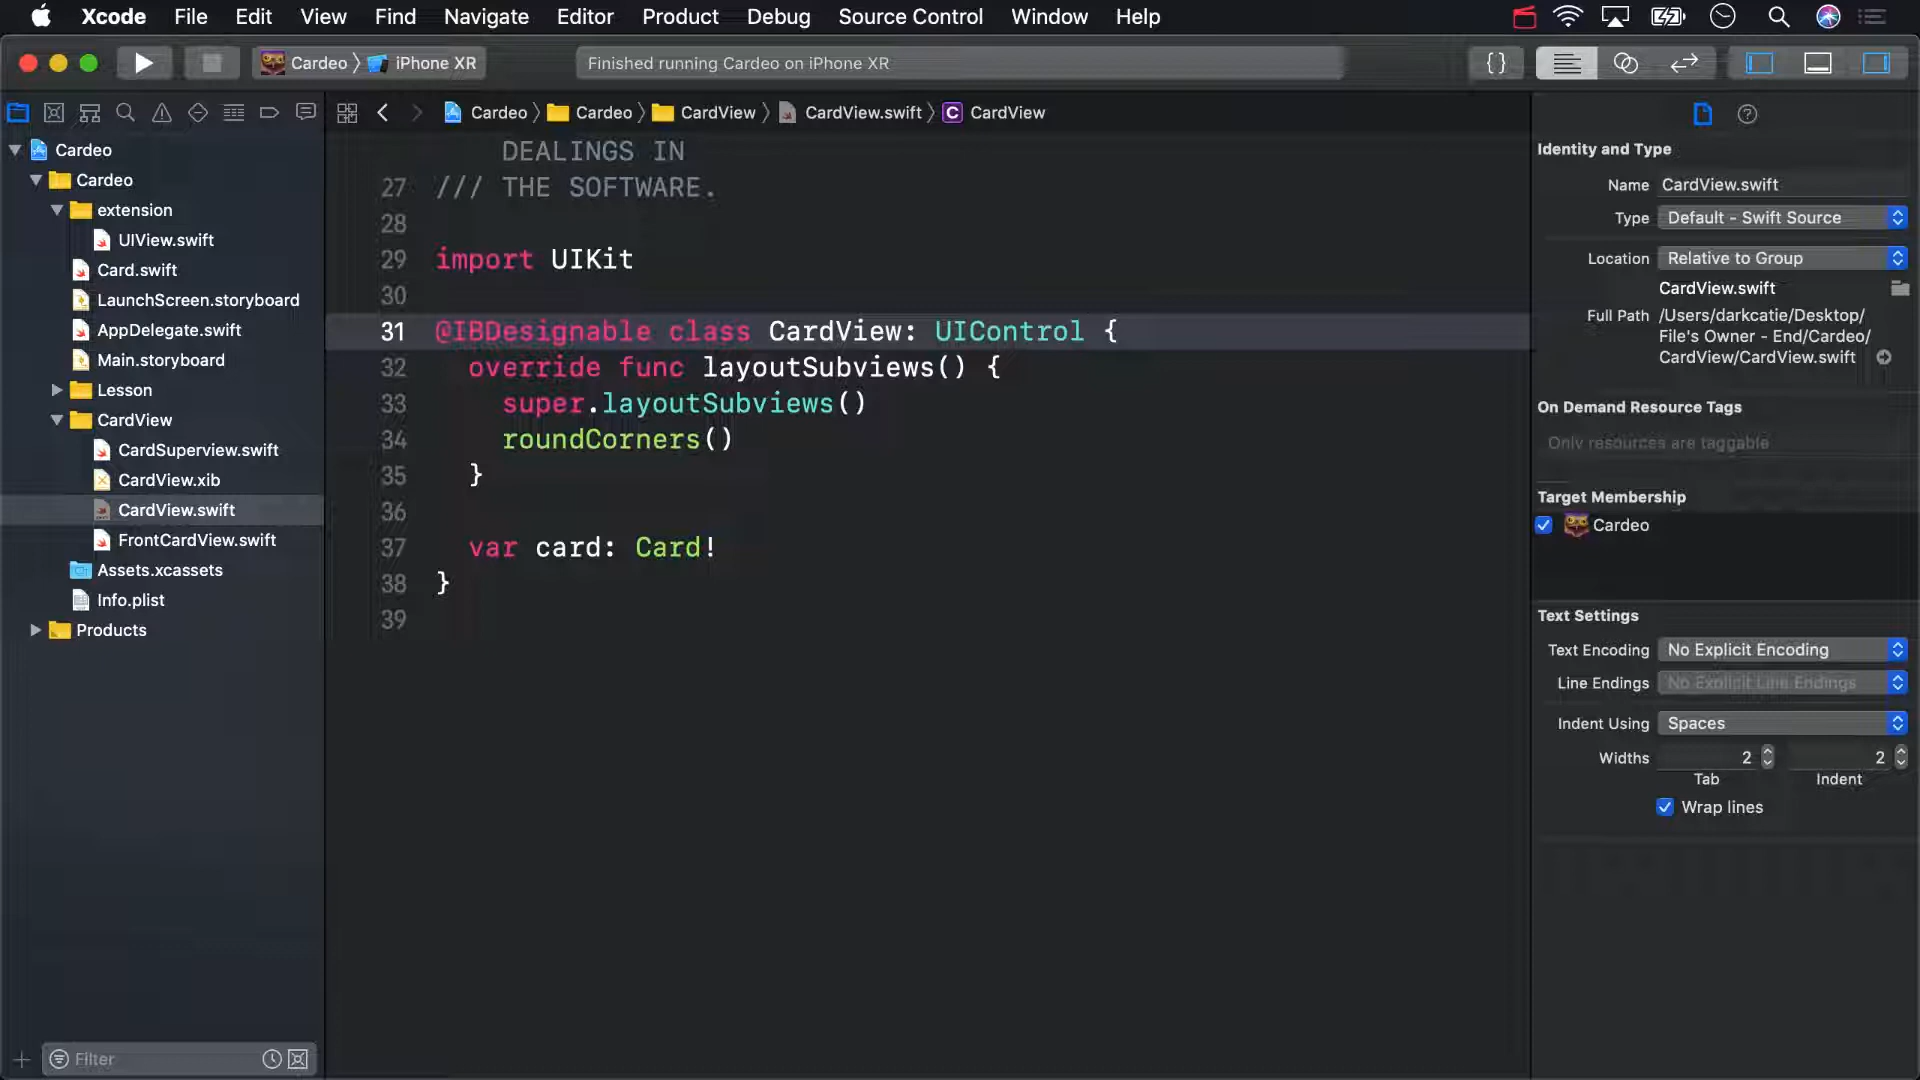 Xcode File Edit View Find Navigate Editor Product Debug Source Control Window Help
Cardeo iPhone XR
Finished running Cardeo on iPhone XR
{}
Cardeo Cardeo CardView CardView.swift C CardView
Cardeo
Cardeo
extension
UIView.swift
Card.swift
LaunchScreen.storyboard
AppDelegate.swift
Main.storyboard
Lesson
CardView
CardSuperview.swift
CardView.xib
CardView.swift
FrontCardView.swift
Assets.xcassets
Info.plist
Products
Filter
DEALINGS IN
27 /// THE SOFTWARE.
28
29 import UIKit
30
31 @IBDesignable class CardView: UIControl {
32 override func layoutSubviews() {
33 super.layoutSubviews()
34 roundCorners()
35 }
36
37 var card: Card!
38 }
39
Identity and Type
Name CardView.swift
Type Default - Swift Source
Location Relative to Group
CardView.swift
Full Path /Users/darkcatie/Desktop/
File's Owner - End/Cardeo/
CardView/CardView.swift
On Demand Resource Tags
Only resources are taggable
Target Membership
Cardeo
Text Settings
Text Encoding No Explicit Encoding
Line Endings No Explicit Line Endings
Indent Using Spaces
Widths 2 2
Tab Indent
Wrap lines